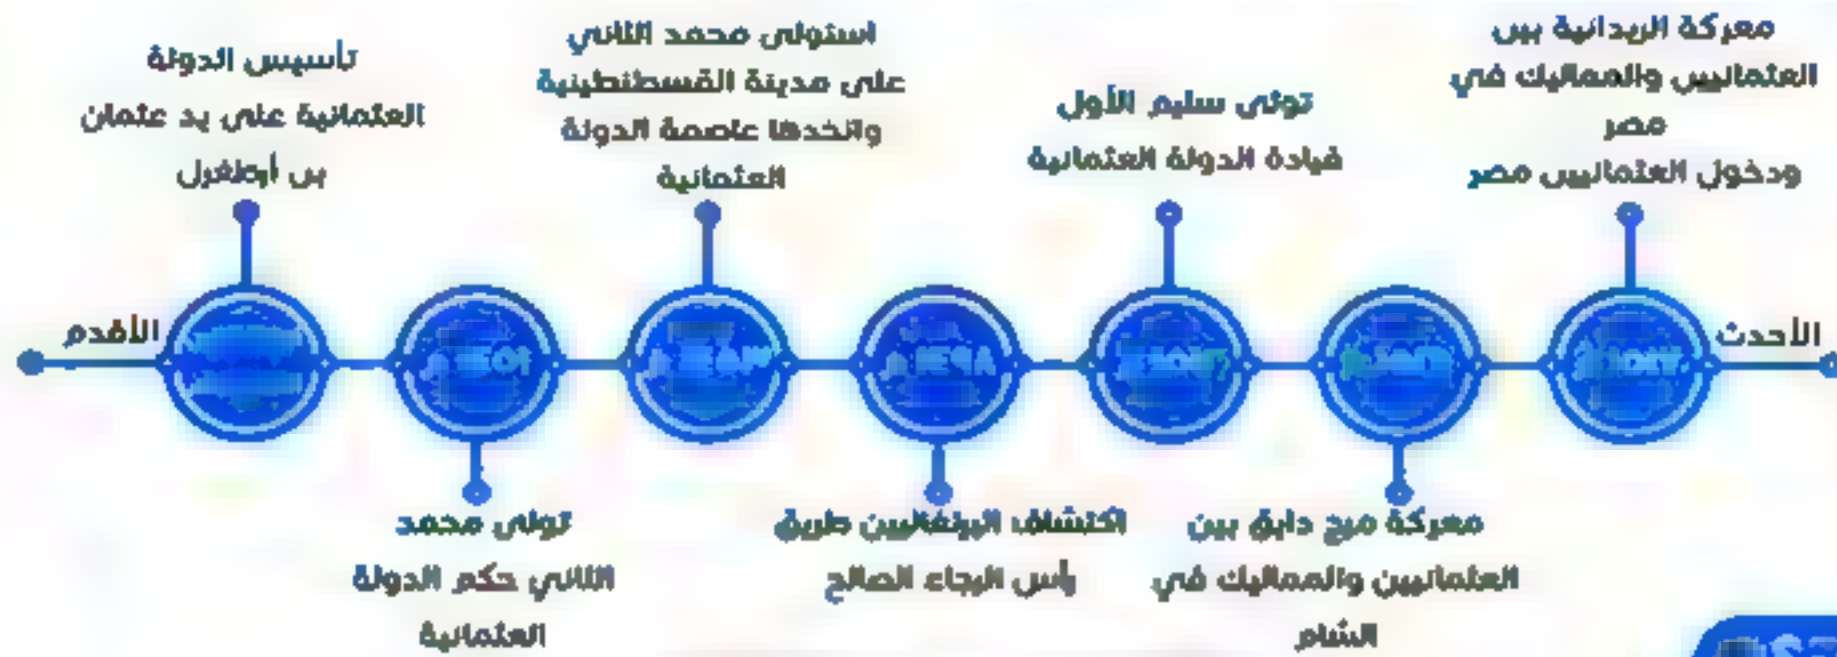 تأسيس الدولة
العثمانية على يد عثمان
بن أرطغرل
استولى محمد الثاني
على مدينة القسطنطينية
واتخذها عاصمة الدولة
العثمانية
تولى سليم الأول
قيادة الدولة العثمانية
معركة الريدانية بين
العثمانيين والمماليك في
مصر
ودخول العثمانيين مصر
الأقدم
الأحدث
تولى محمد
الثاني حكم الدولة
العثمانية
اكتشاف البرتغاليين طريق
رأس الرجاء الصالح
معركة مرج دابق بين
العثمانيين والمماليك في
الشام